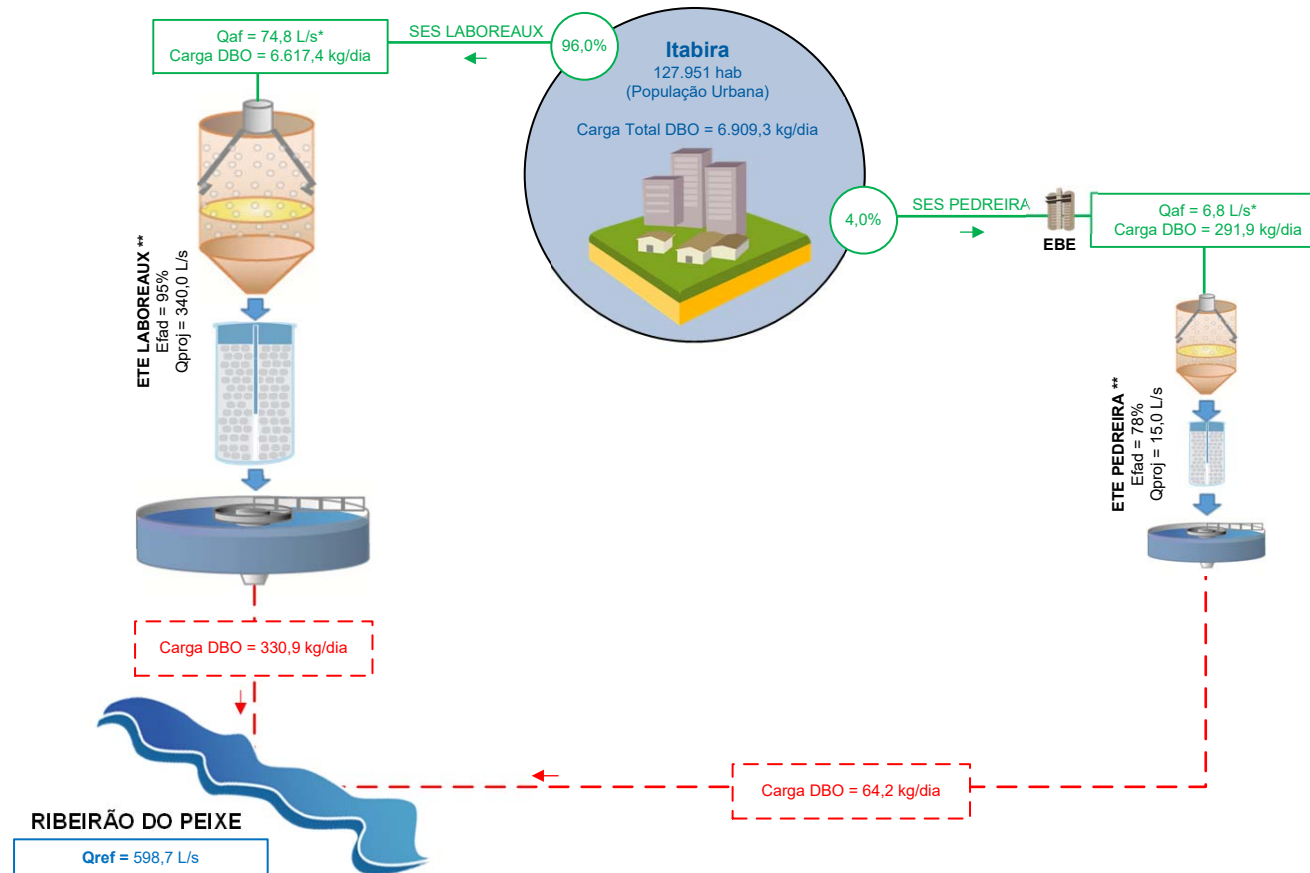 Qaf = 74,8 L/s*
Carga DBO = 6.617,4 kg/dia
SES LABOREAUX
96,0%
Itabira
127.951 hab
(População Urbana)
Carga Total DBO = 6.909,3 kg/dia
4,0%
SES PEDREIRA
EBE
Qaf = 6,8 L/s*
Carga DBO = 291,9 kg/dia
ETE LABOREAUX **
Efad = 95%
Qproj = 340,0 L/s
ETE PEDREIRA **
Efad = 78%
Qproj = 15,0 L/s
Carga DBO = 330,9 kg/dia
Carga DBO = 64,2 kg/dia
RIBEIRÃO DO PEIXE
Qref = 598,7 L/s